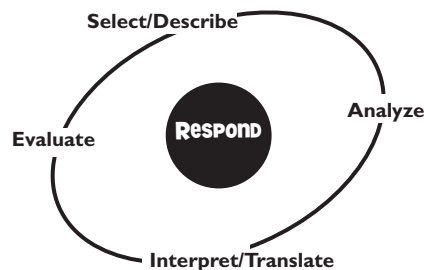 Select/Describe
Analyze
Respond
Evaluate
Interpret/Translate